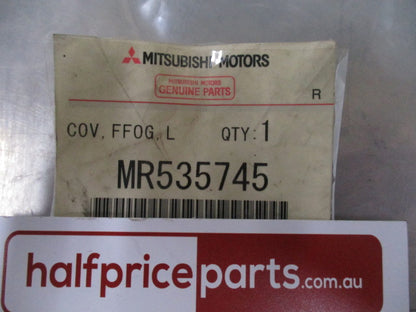 MITSUBISHI MOTORS
MITSUBISHI MOTORS
GENUINE PARTS
R
COV, FFOG, L QTY:1
MR535745
halfpriceparts.com.au